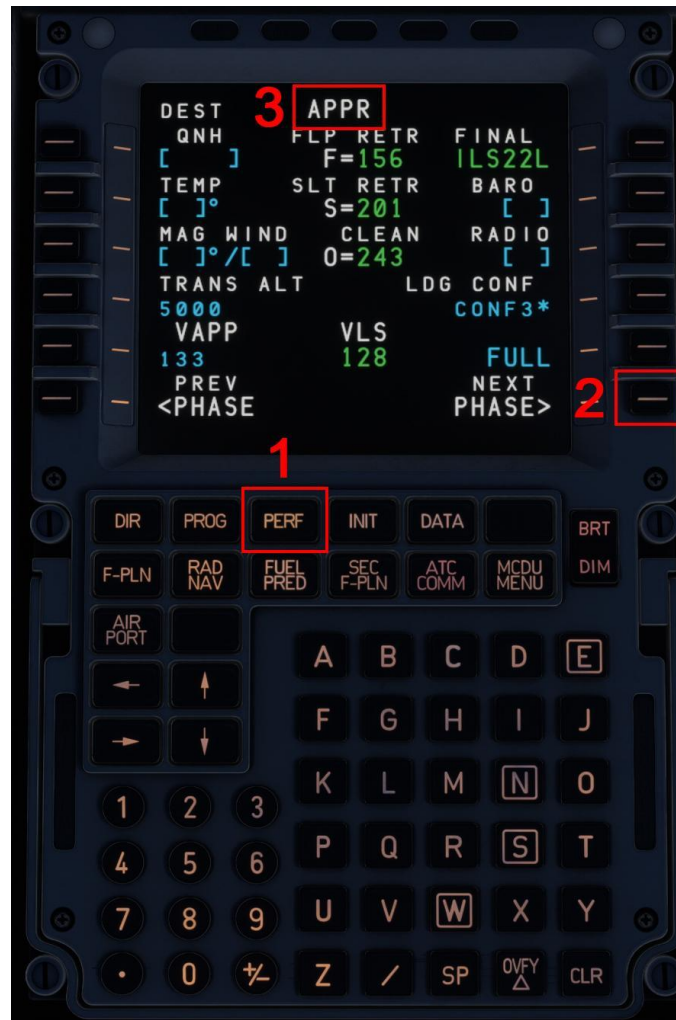 3 APPR
DEST
QNH FLP RETR FINAL
[ ] F=156 ILS22L
TEMP SLT RETR BARO
[ ]° S=201 [ ]
MAG WIND CLEAN RADIO
[ ]°/[ ] O=243 [ ]
TRANS ALT LDG CONF
5000 CONF3*
VAPP VLS
133 128 FULL
PREV NEXT
<PHASE PHASE> 2
1
DIR PROG PERF INIT DATA BRT
F-PLN RAD NAV FUEL PRED SEC F-PLN ATC COMM MCDU MENU DIM
AIR PORT
A B C D E
F G H I J
K L M N O
1 2 3
P Q R S T
4 5 6
U V W X Y
7 8 9
Z / SP OVFY CLR
. 0 +/-